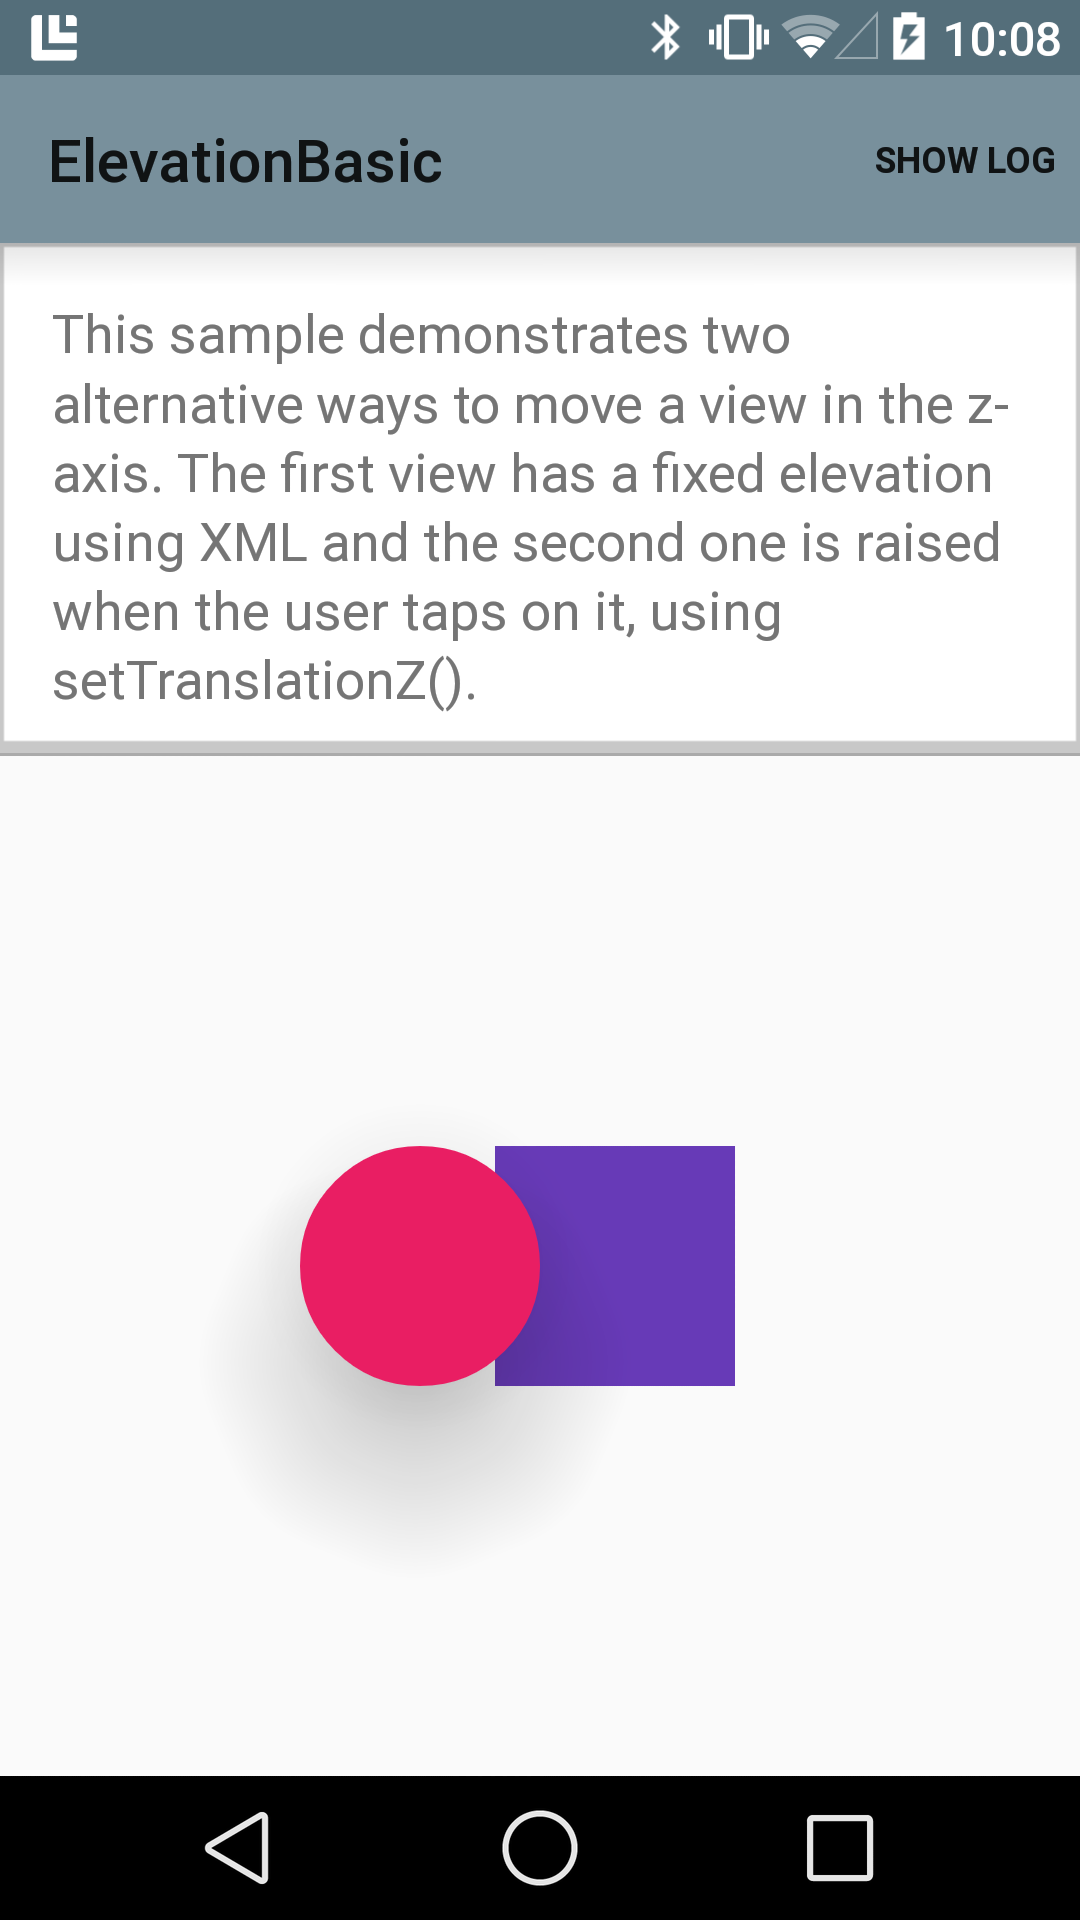 10:08
ElevationBasic
SHOW LOG
This sample demonstrates two
alternative ways to move a view in the z-
axis. The first view has a fixed elevation
using XML and the second one is raised
when the user taps on it, using
setTranslationZ().